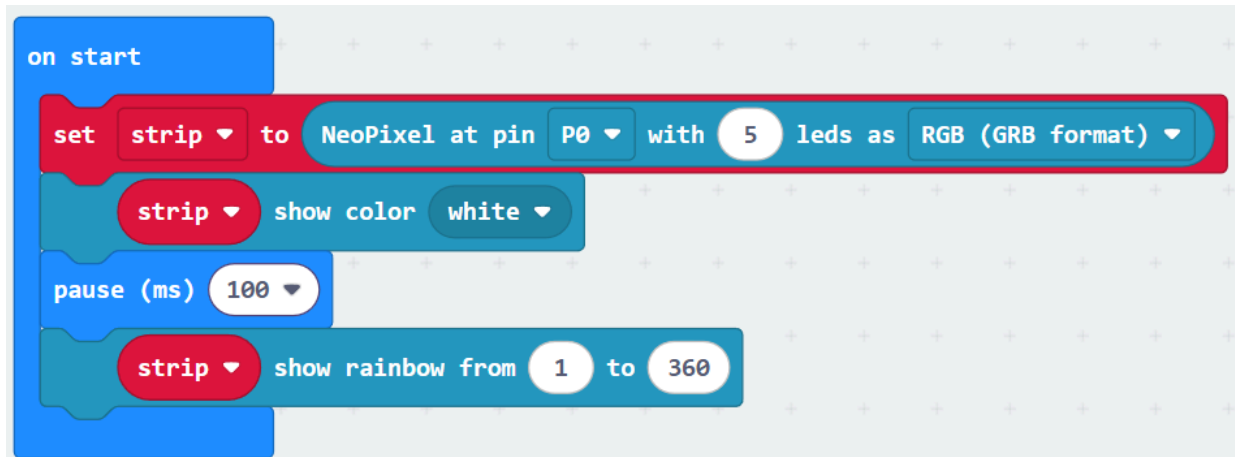 on start
set strip to NeoPixel at pin P0 with 5 leds as RGB (GRB format)
strip show color white
pause (ms) 100
strip show rainbow from 1 to 360